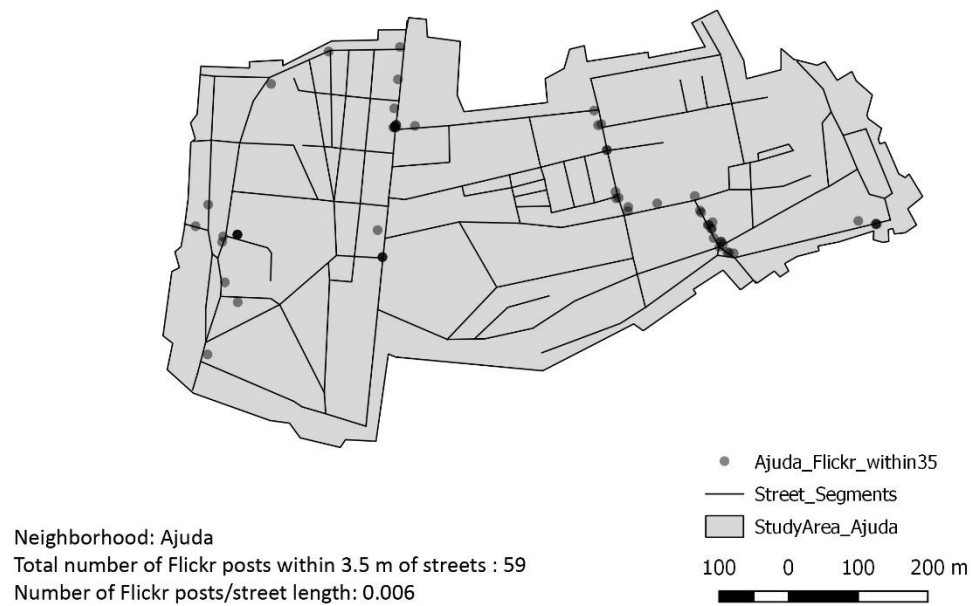 Ajuda_Flickr_within35
Street_Segments
StudyArea_Ajuda
Neighborhood: Ajuda
Total number of Flickr posts within 3.5 m of streets : 59
Number of Flickr posts/street length: 0.006
100 0 100 200 m